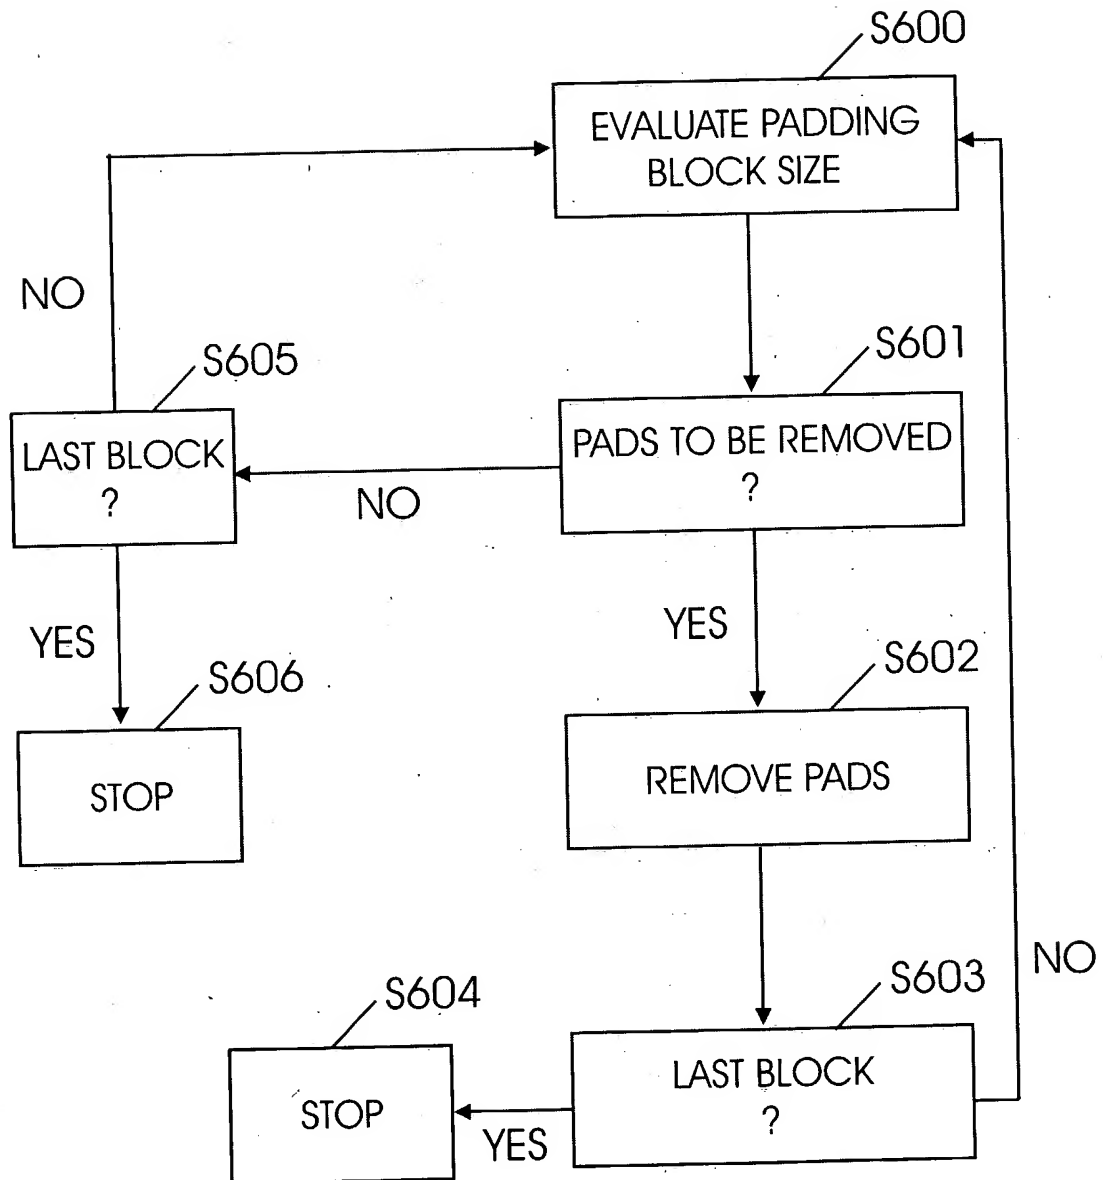 S600
EVALUATE PADDING
BLOCK SIZE
NO
S605
S601
LAST BLOCK
?
PADS TO BE REMOVED
?
NO
YES
YES
S606
S602
STOP
REMOVE PADS
NO
S604
S603
STOP
LAST BLOCK
?
YES